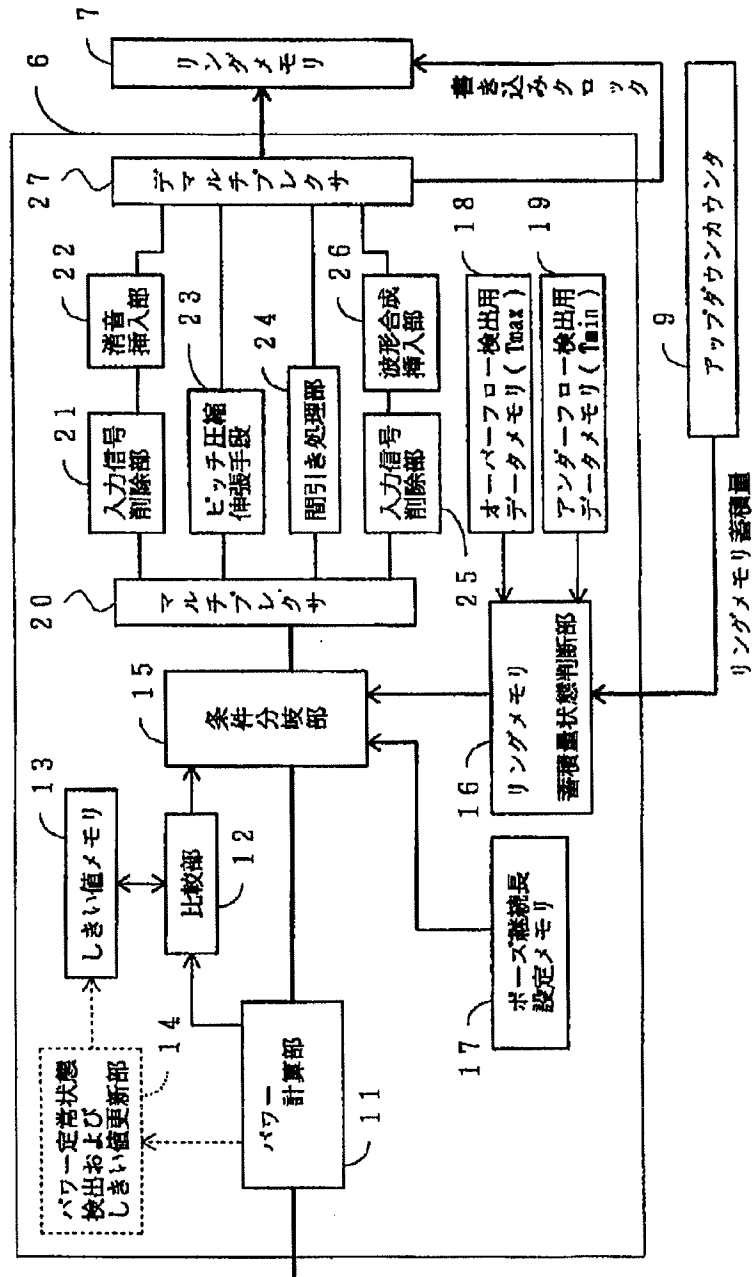 パワー定常状態
検出および
しきい値更新部
14
しきい値メモリ
13
比較部
12
パワー
計算部
11
条件分岐部
15
リングメモリ
蓄積量状態判断部
16
ポーズ継続長
設定メモリ
17
マルチプレクサ
20
入力信号
削除部
21
消音
挿入部
22
ピッチ圧縮
伸張手段
23
間引き処理部
24
入力信号
削除部
25
波形合成
挿入部
26
デマルチプレクサ
27
6
リングメモリ
7
書き込みクロック
オーバーフロー検出用
データメモリ(Tmax)
18
アンダーフロー検出用
データメモリ(Tmin)
19
アップダウンカウンタ
9
リングメモリ蓄積量